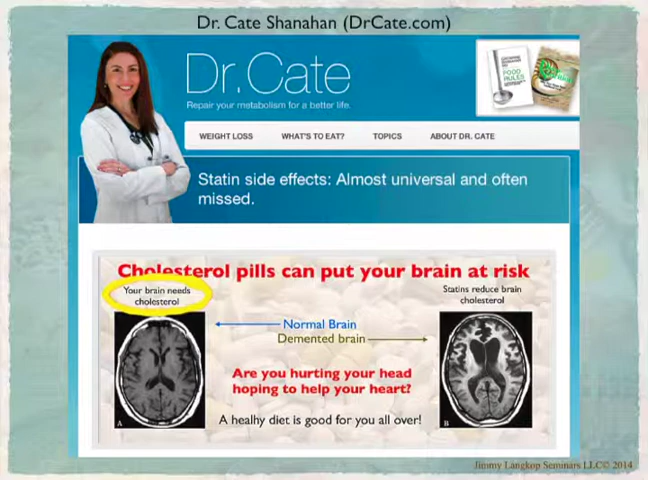 Dr. Cate Shanahan (DrCate.com)
Dr.Cate
Repair your metabolism for a better life.
FOOD
RULES
WEIGHT LOSS WHAT'S TO EAT? TOPICS ABOUT DR. CATE
Statin side effects: Almost universal and often
missed.
Cholesterol pills can put your brain at risk
Your brain needs
cholesterol
Statins reduce brain
cholesterol
Normal Brain
Demented brain
Are you hurting your head
hoping to help your heart?
A healhy diet is good for you all over!
A
B
Jimmy Langkop Seminars LLC© 2014